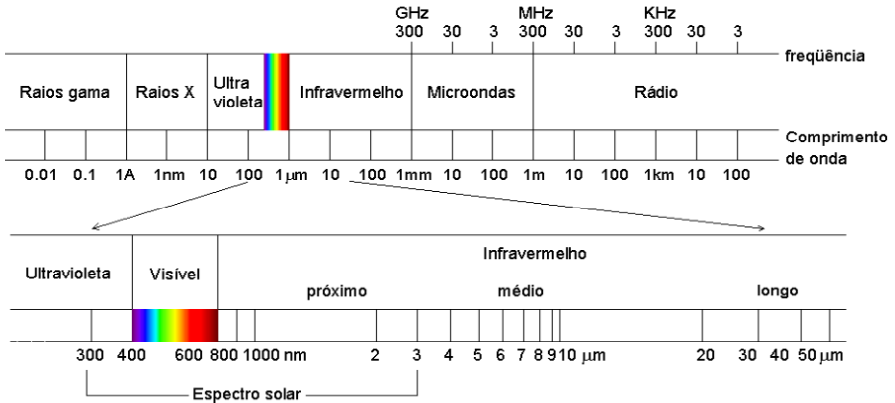 GHz MHz KHz
300 30 3 300 30 3 300 30 3
freqüência
Raios gama Raios X Ultra violeta Infravermelho Microondas Rádio
Comprimento de onda
0.01 0.1 1A 1nm 10 100 1μm 10 100 1mm 10 100 1m 10 100 1km 10 100
Infravermelho
Ultravioleta Visível
próximo médio longo
300 400 600 800 1000 nm 2 3 4 5 6 7 8 9 10 μm 20 30 40 50 μm
Espectro solar